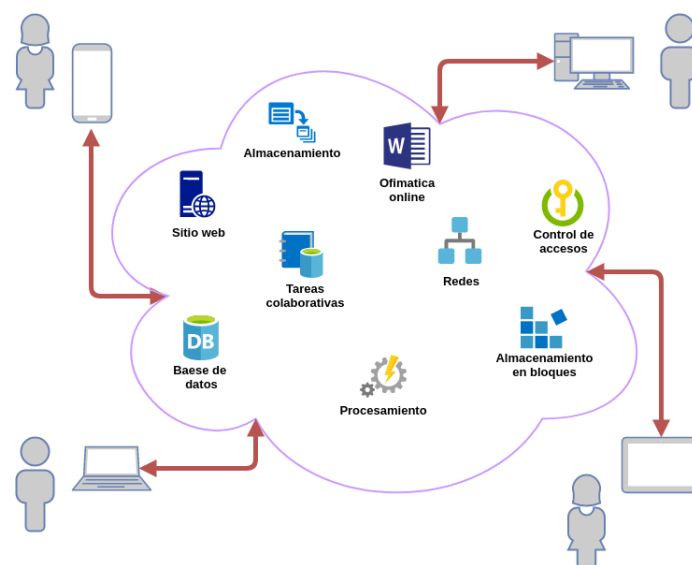 Almacenamiento
W
Ofimatica
online
Sitio web
Control de
accesos
Tareas
colaborativas
Redes
DB
Baese de
datos
Almacenamiento
en bloques
Procesamiento